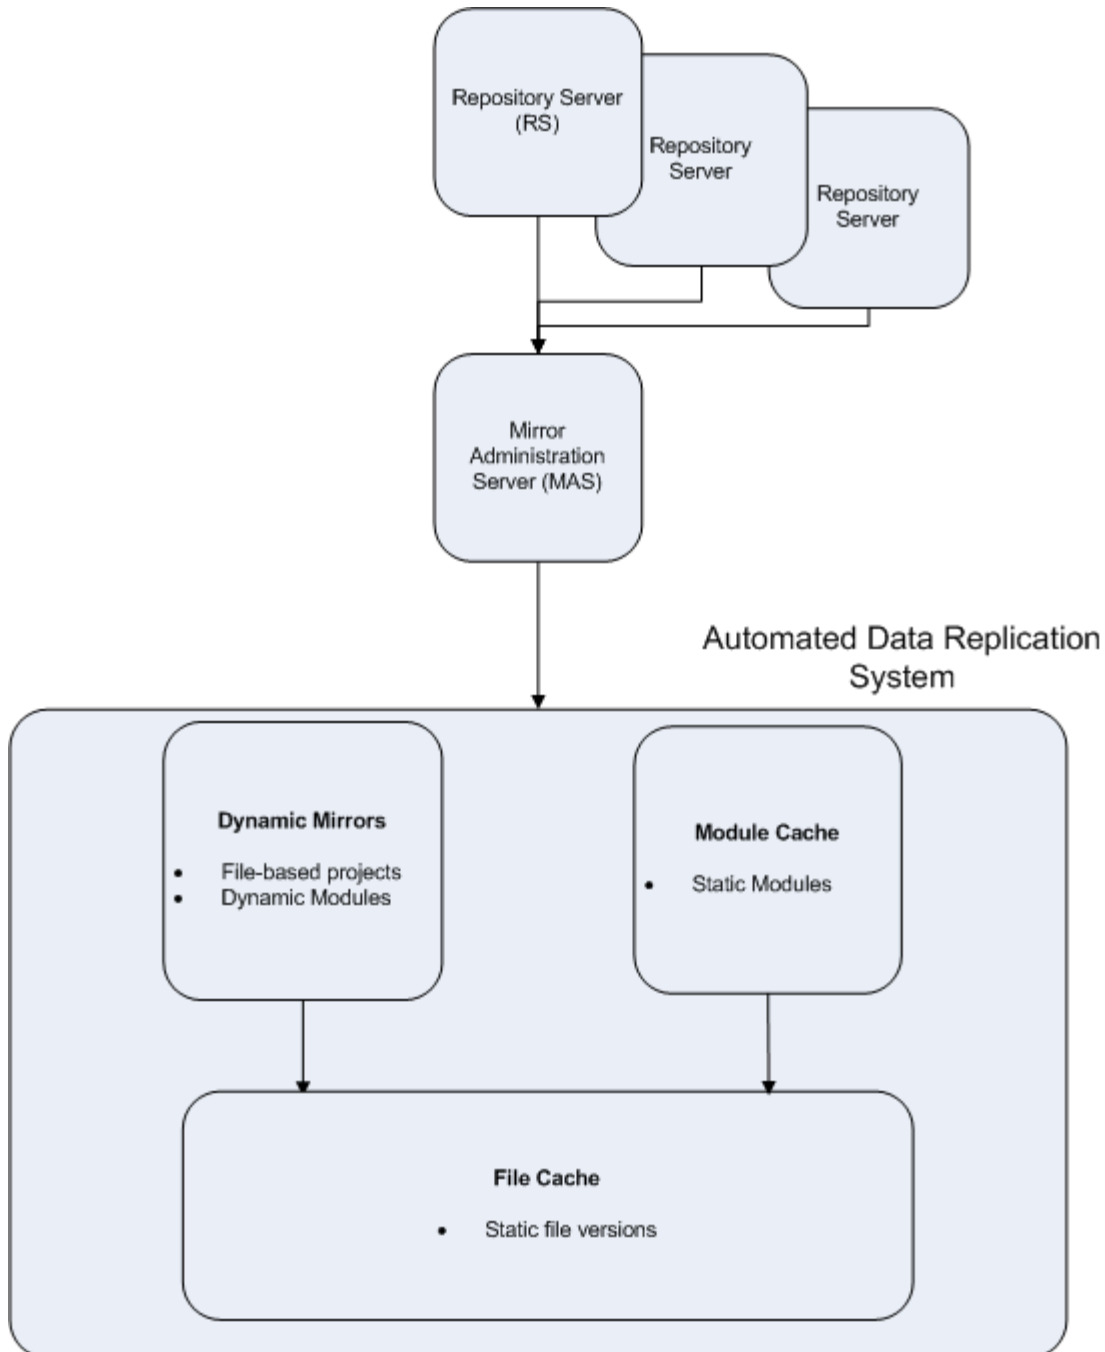 Repository Server
(RS)
Repository
Server
Repository
Server
Mirror
Administration
Server (MAS)
Automated Data Replication
System
Dynamic Mirrors
• File-based projects
• Dynamic Modules
Module Cache
• Static Modules
File Cache
• Static file versions